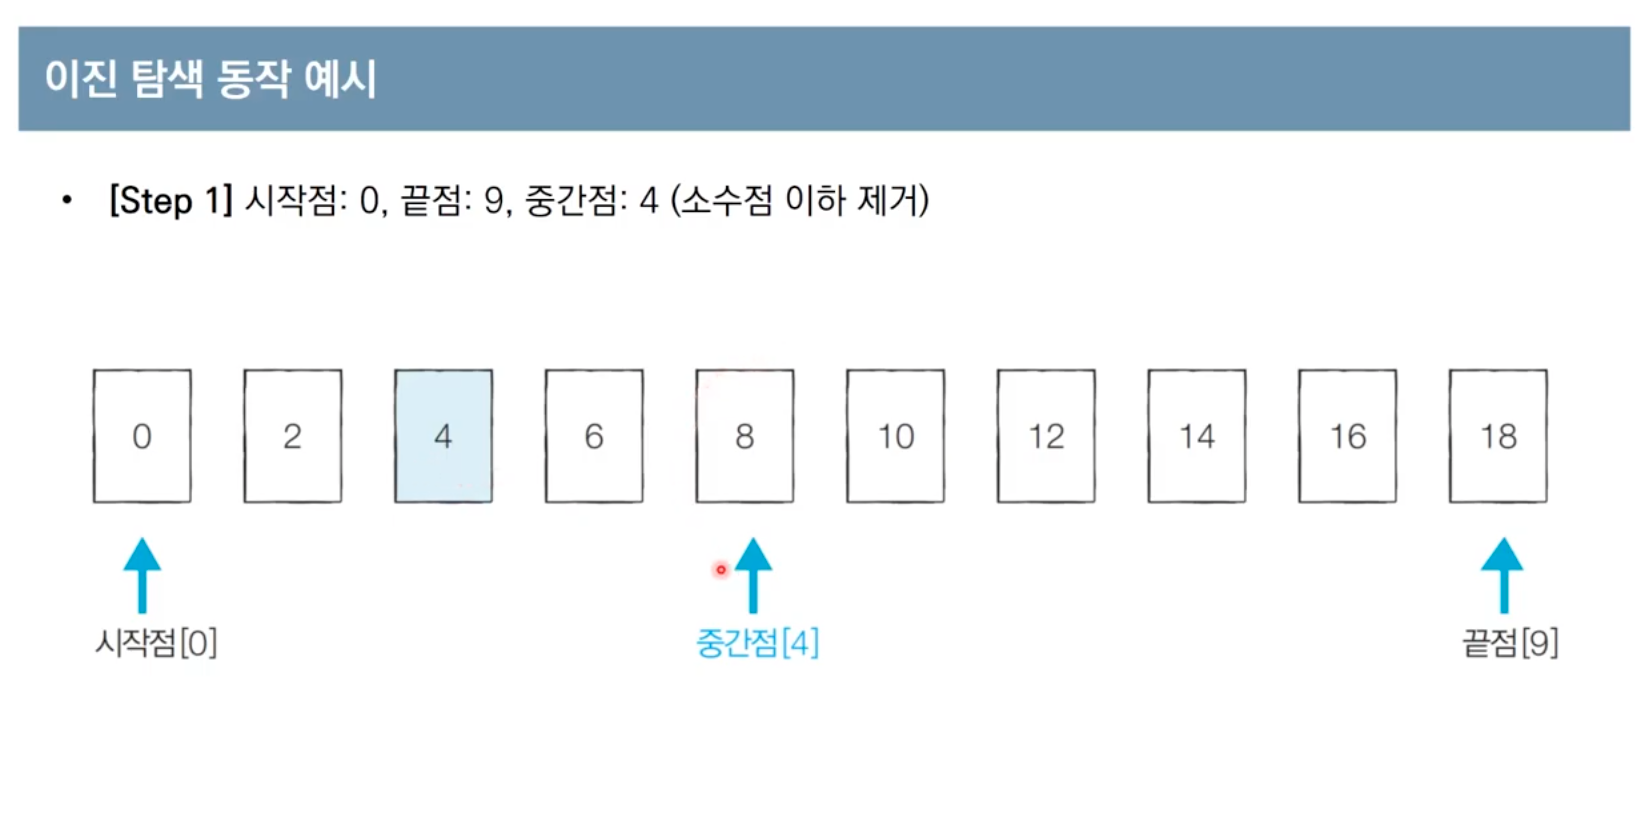 이진 탐색 동작 예시
• [Step 1] 시작점: 0, 끝점: 9, 중간점: 4 (소수점 이하 제거)
0 2 4 6 8 10 12 14 16 18
시작점[0] 중간점[4] 끝점[9]